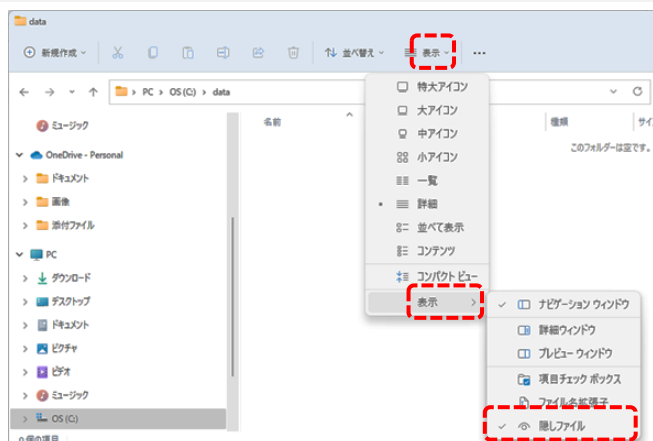 data
新規作成
並べ替え
表示
PC > OS (C:) > data
ミュージック
OneDrive - Personal
ドキュメント
画像
添付ファイル
PC
ダウンロード
デスクトップ
ドキュメント
ピクチャ
ビデオ
ミュージック
OS (C:)
0 個の項目
名前
種類
サイ
このフォルダーは空です。
特大アイコン
大アイコン
中アイコン
小アイコン
一覧
詳細
並べて表示
コンテンツ
コンパクト ビュー
表示
ナビゲーション ウィンドウ
詳細ウィンドウ
プレビュー ウィンドウ
項目チェック ボックス
ファイル名拡張子
隠しファイル